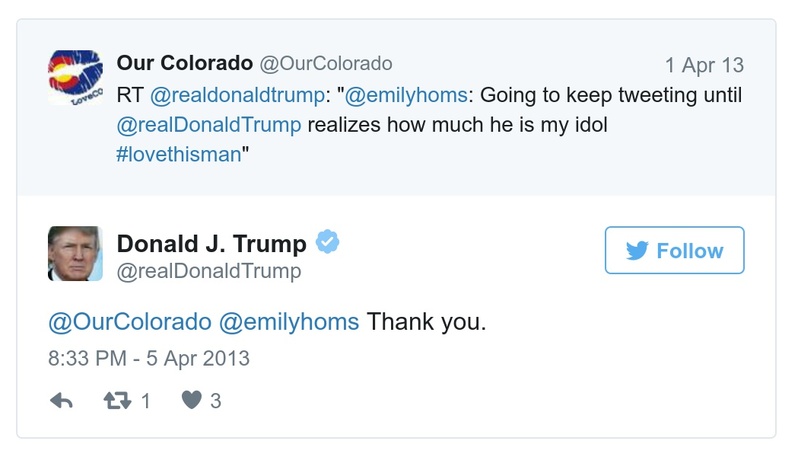 Our Colorado @OurColorado 1 Apr 13
RT @realdonaldtrump: "@emilyhoms: Going to keep tweeting until
@realDonaldTrump realizes how much he is my idol
#lovethisman"
LoveCO
Donald J. Trump
@realDonaldTrump
Follow
@OurColorado @emilyhoms Thank you.
8:33 PM - 5 Apr 2013
1 3